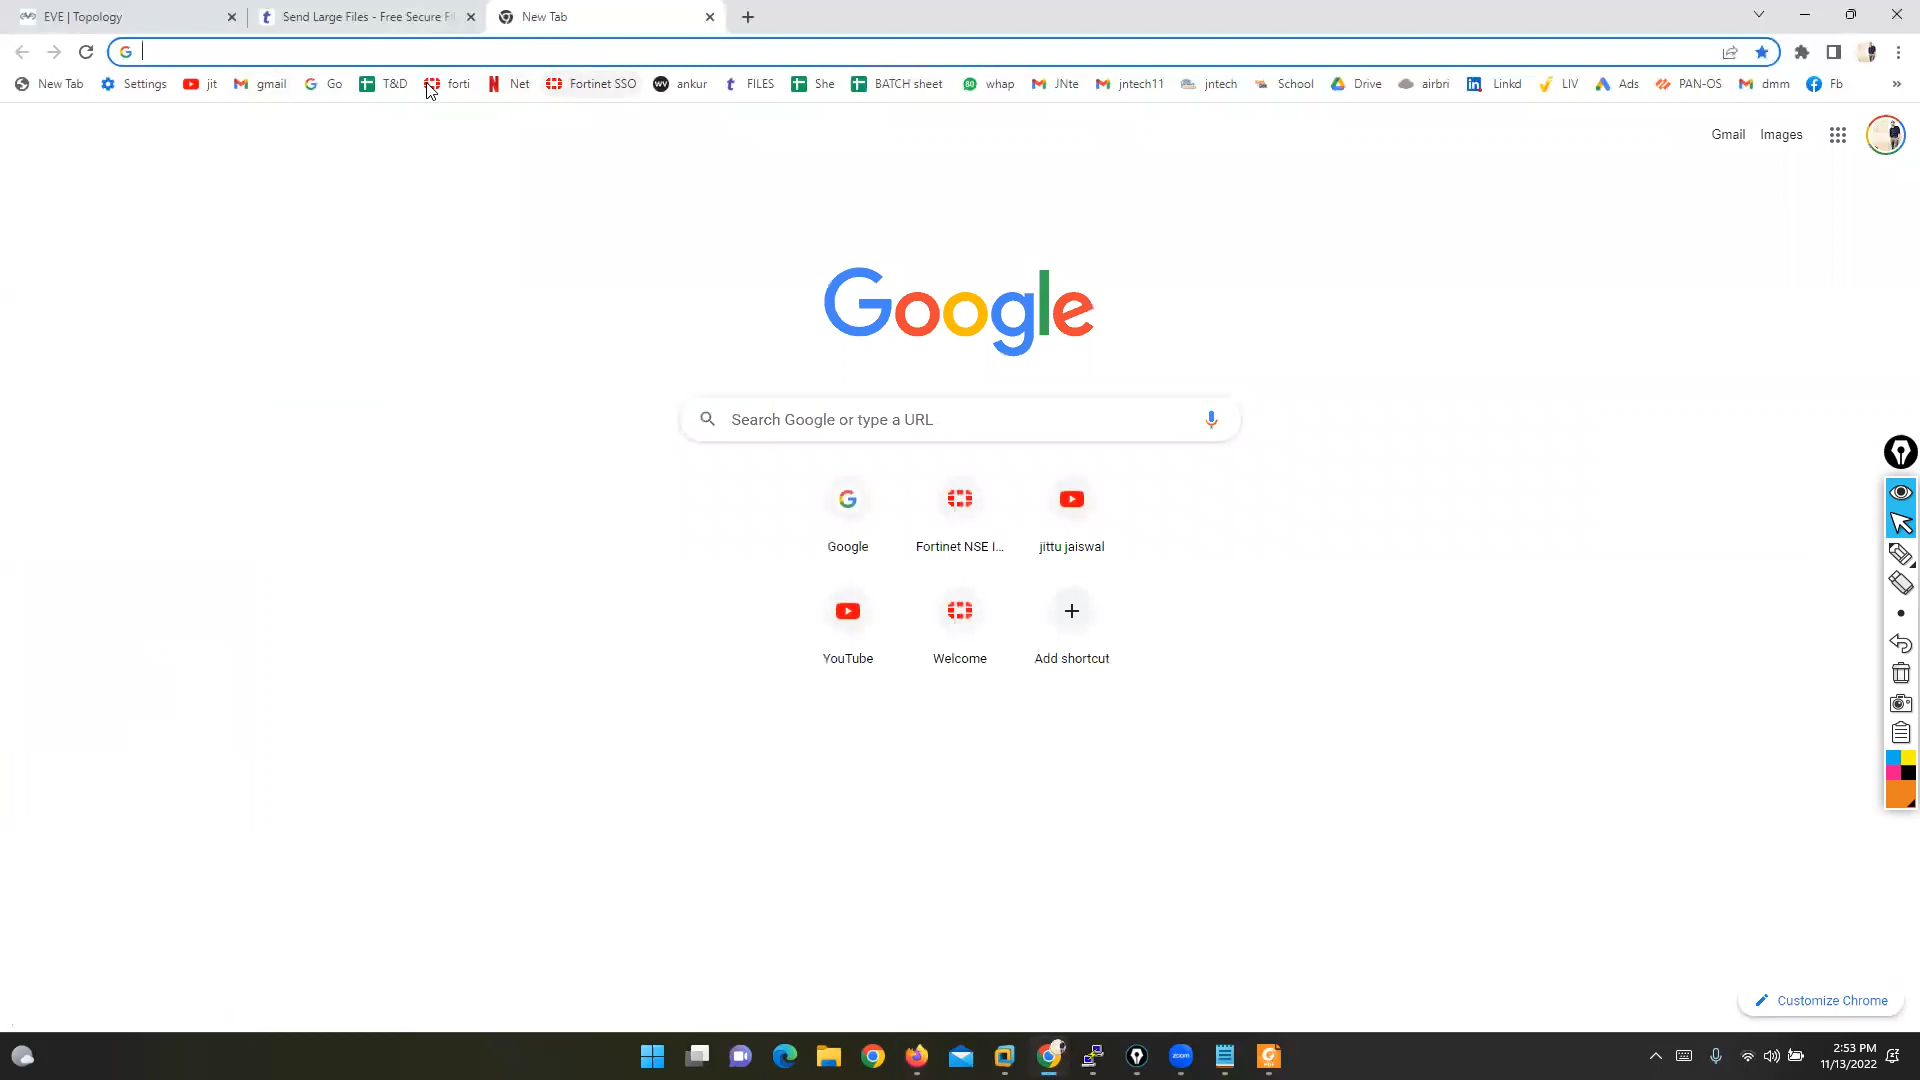 EVE | Topology
Send Large Files - Free Secure Fi
New Tab
New Tab
Settings
jit
gmail
Go
T&D
forti
Net
Fortinet SSO
ankur
FILES
She
BATCH sheet
whap
JNte
jntech11
jntech
School
Drive
airbri
Linkd
LIV
Ads
PAN-OS
dmm
Fb
Gmail
Images
Google
Search Google or type a URL
Google
Fortinet NSE I...
jittu jaiswal
YouTube
Welcome
Add shortcut
Customize Chrome
zoom
2:53 PM
11/13/2022